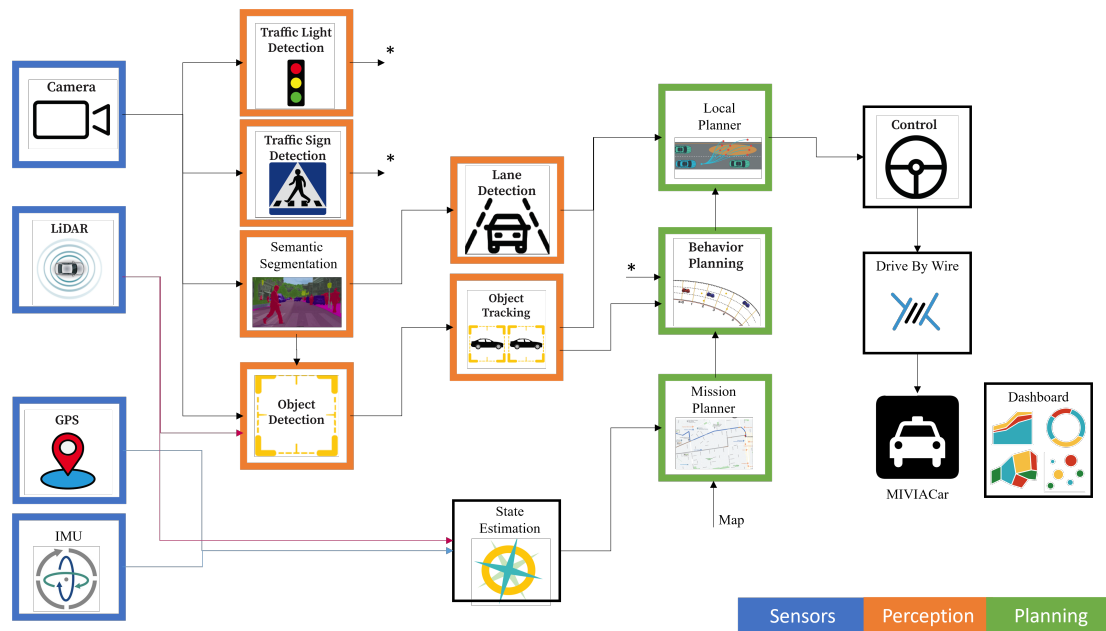 Camera
LiDAR
GPS
IMU
Traffic Light
Detection
*
Traffic Sign
Detection
*
Semantic
Segmentation
Object
Detection
Lane
Detection
Object
Tracking
State
Estimation
Local
Planner
*
Behavior
Planning
Mission
Planner
Map
Control
Drive By Wire
MIVIACar
Dashboard
Sensors
Perception
Planning